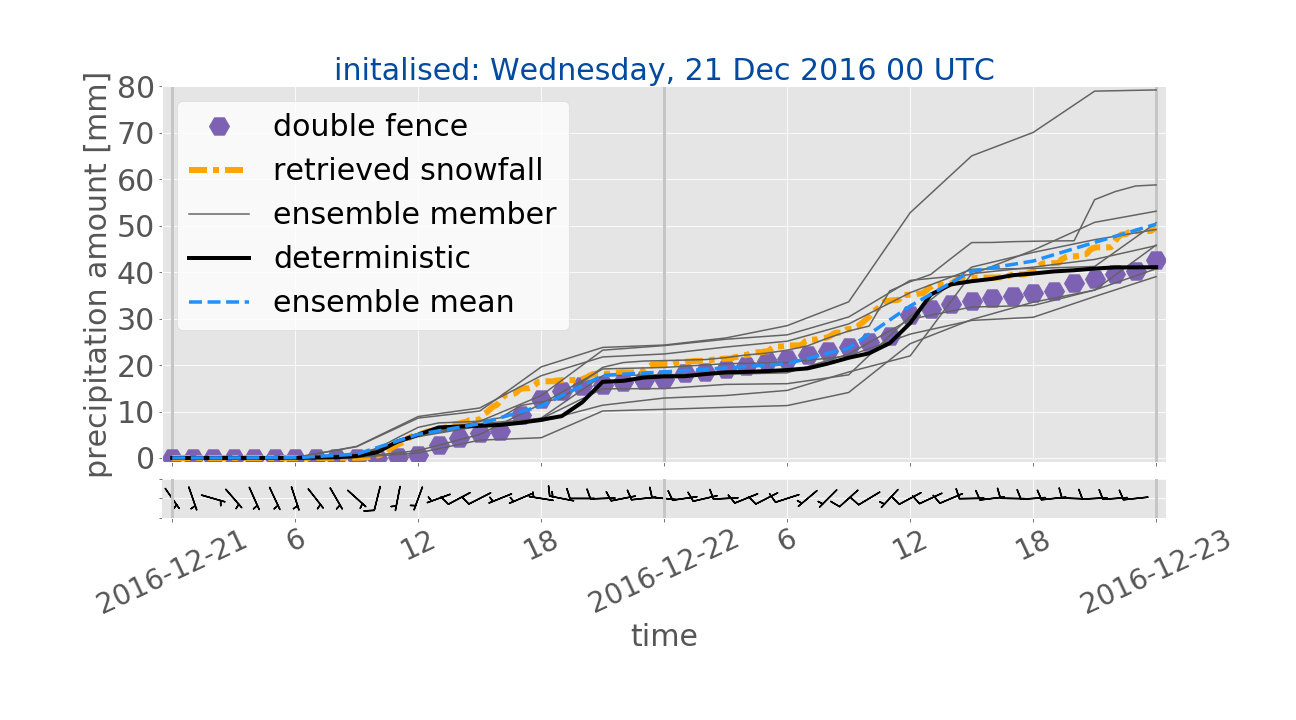 initalised: Wednesday, 21 Dec 2016 00 UTC
precipitation amount [mm]
80
70
60
50
40
30
20
10
0
double fence
retrieved snowfall
ensemble member
deterministic
ensemble mean
2016-12-21
6
12
18
2016-12-22
6
12
18
2016-12-23
time